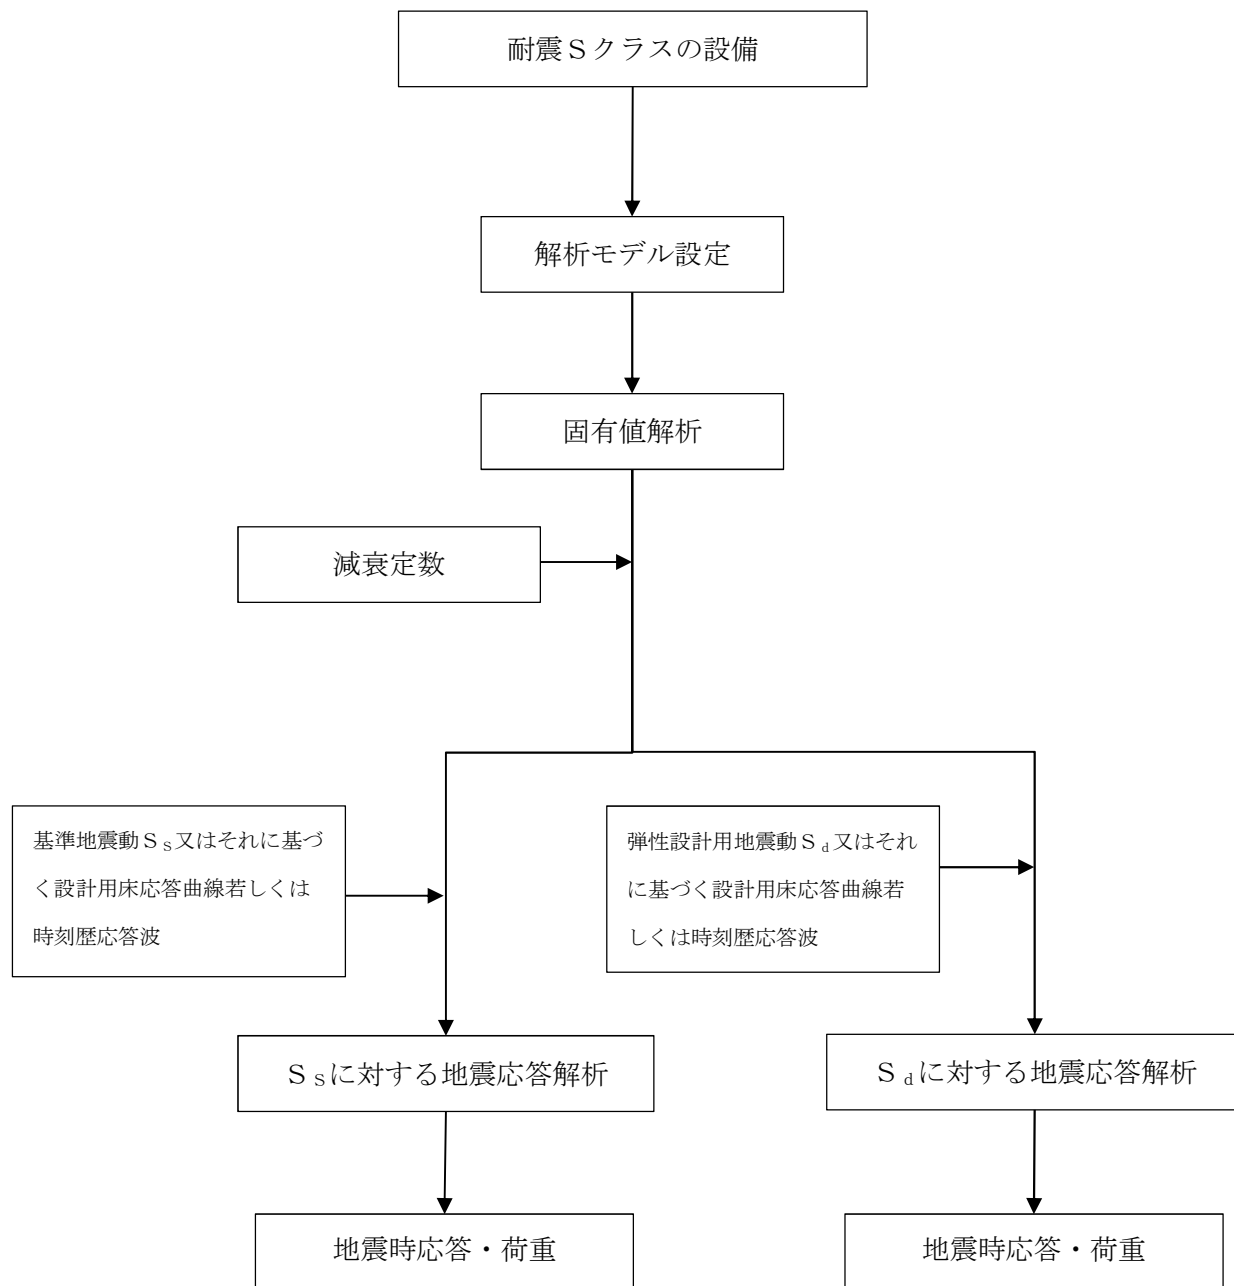 耐震Ｓクラスの設備
解析モデル設定
固有値解析
減衰定数
基準地震動Ｓｓ又はそれに基づ
く設計用床応答曲線若しくは
時刻歴応答波
弾性設計用地震動Ｓｄ又はそれ
に基づく設計用床応答曲線若
しくは時刻歴応答波
Ｓｓに対する地震応答解析
Ｓｄに対する地震応答解析
地震時応答・荷重
地震時応答・荷重